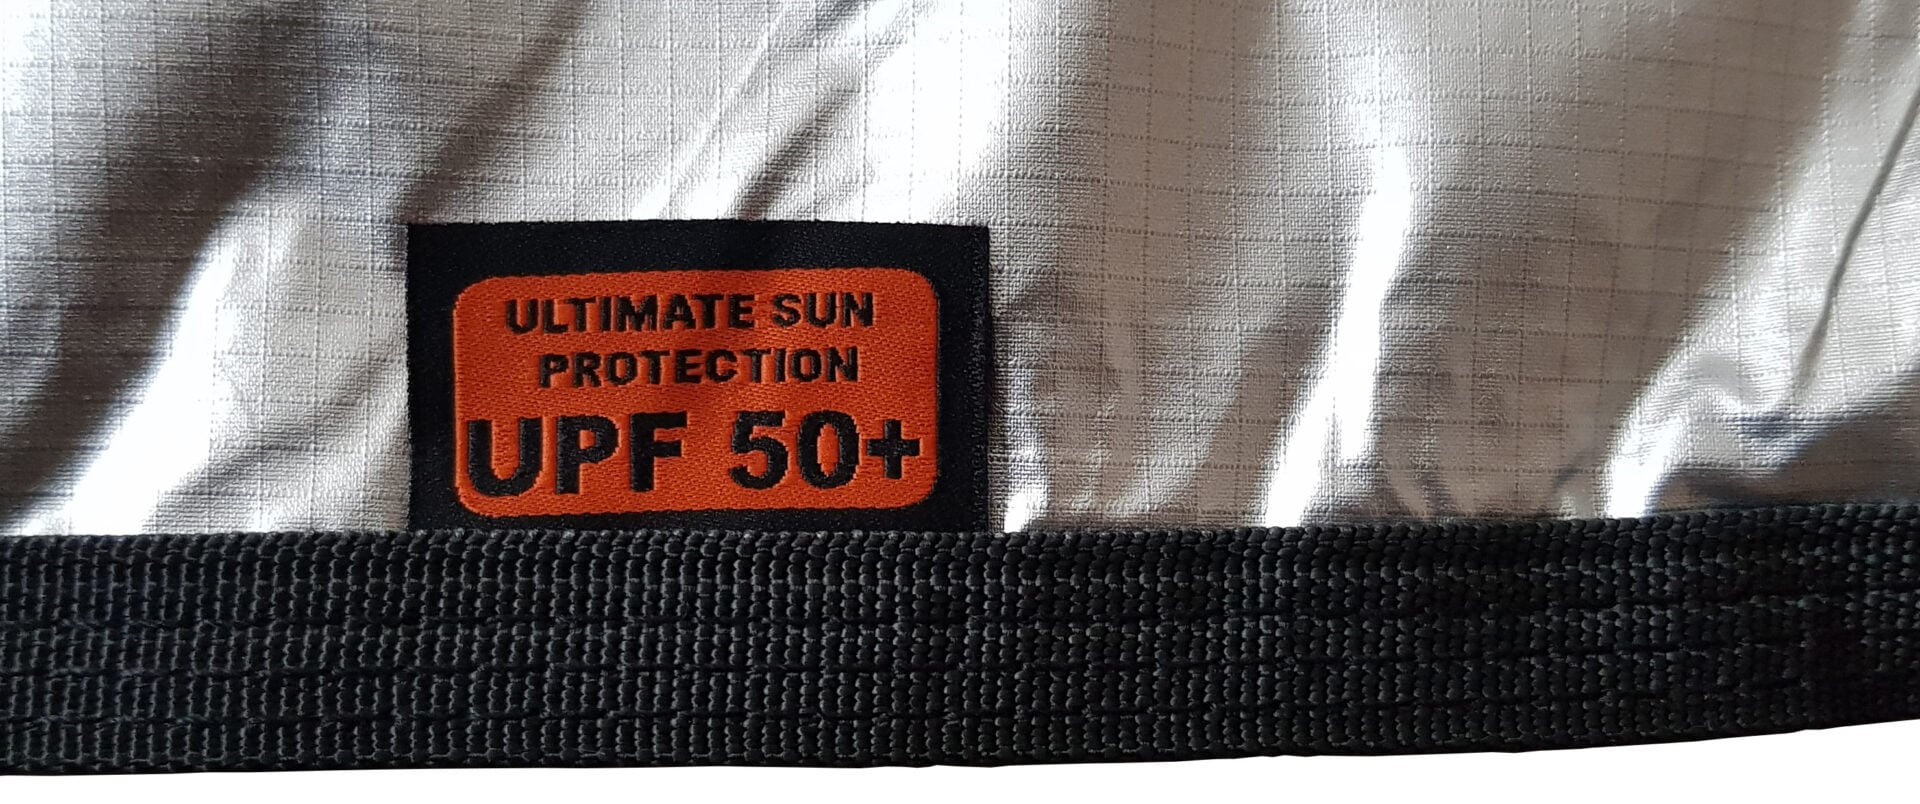 ULTIMATE SUN
PROTECTION
UPF 50+